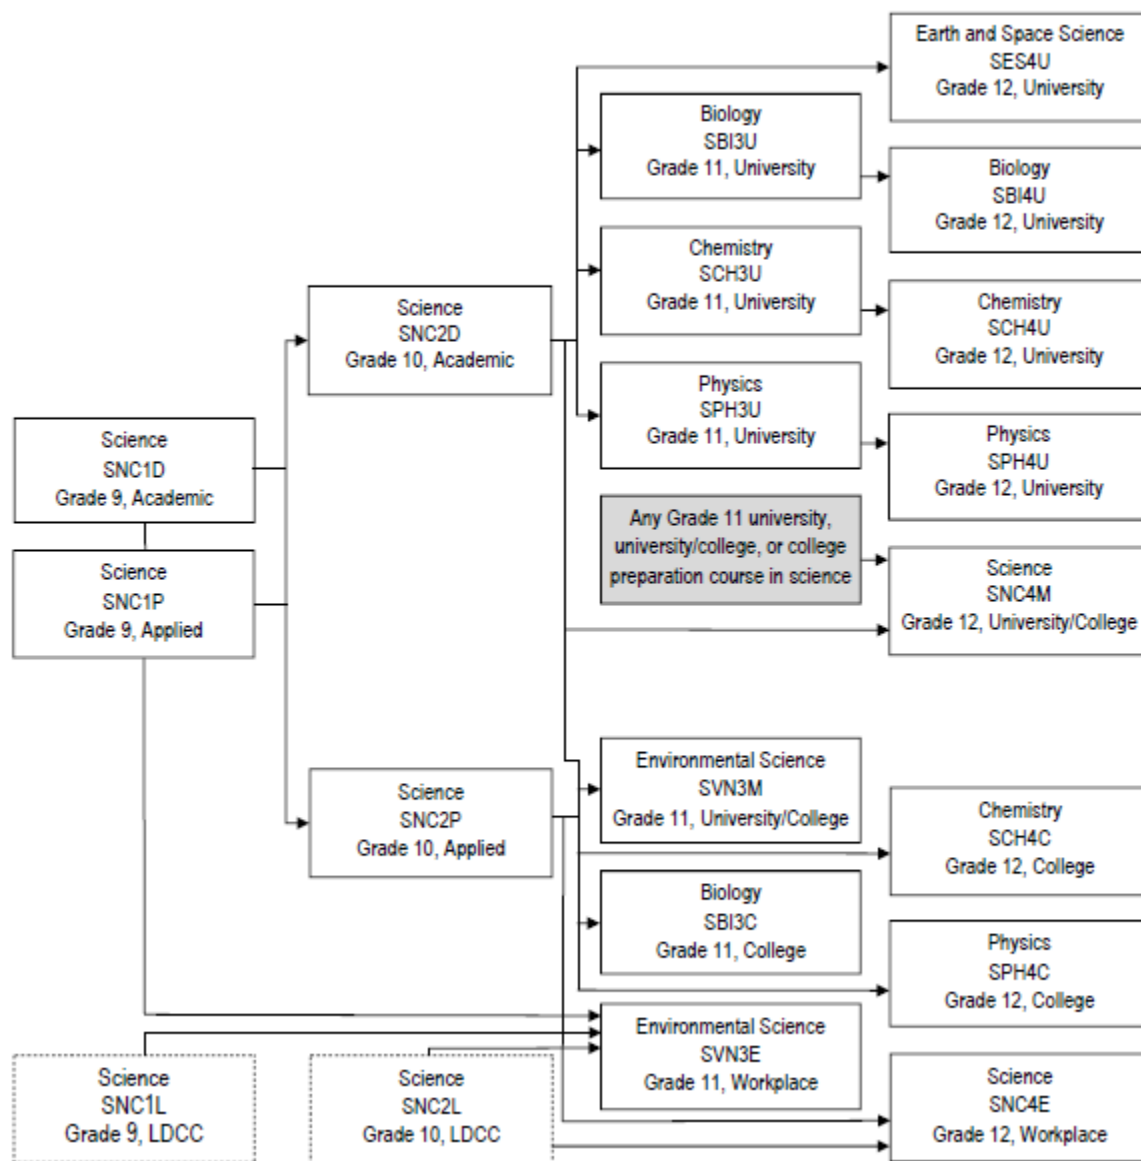 Earth and Space Science
SES4U
Grade 12, University
Biology
SBI3U
Grade 11, University
Biology
SBI4U
Grade 12, University
Chemistry
SCH3U
Grade 11, University
Science
SNC2D
Grade 10, Academic
Chemistry
SCH4U
Grade 12, University
Physics
SPH3U
Grade 11, University
Science
SNC1D
Grade 9, Academic
Physics
SPH4U
Grade 12, University
Any Grade 11 university,
university/college, or college
preparation course in science
Science
SNC1P
Grade 9, Applied
Science
SNC4M
Grade 12, University/College
Environmental Science
SVN3M
Grade 11, University/College
Science
SNC2P
Grade 10, Applied
Chemistry
SCH4C
Grade 12, College
Biology
SBI3C
Grade 11, College
Physics
SPH4C
Grade 12, College
Environmental Science
SVN3E
Grade 11, Workplace
Science
SNC1L
Grade 9, LDCC
Science
SNC2L
Grade 10, LDCC
Science
SNC4E
Grade 12, Workplace